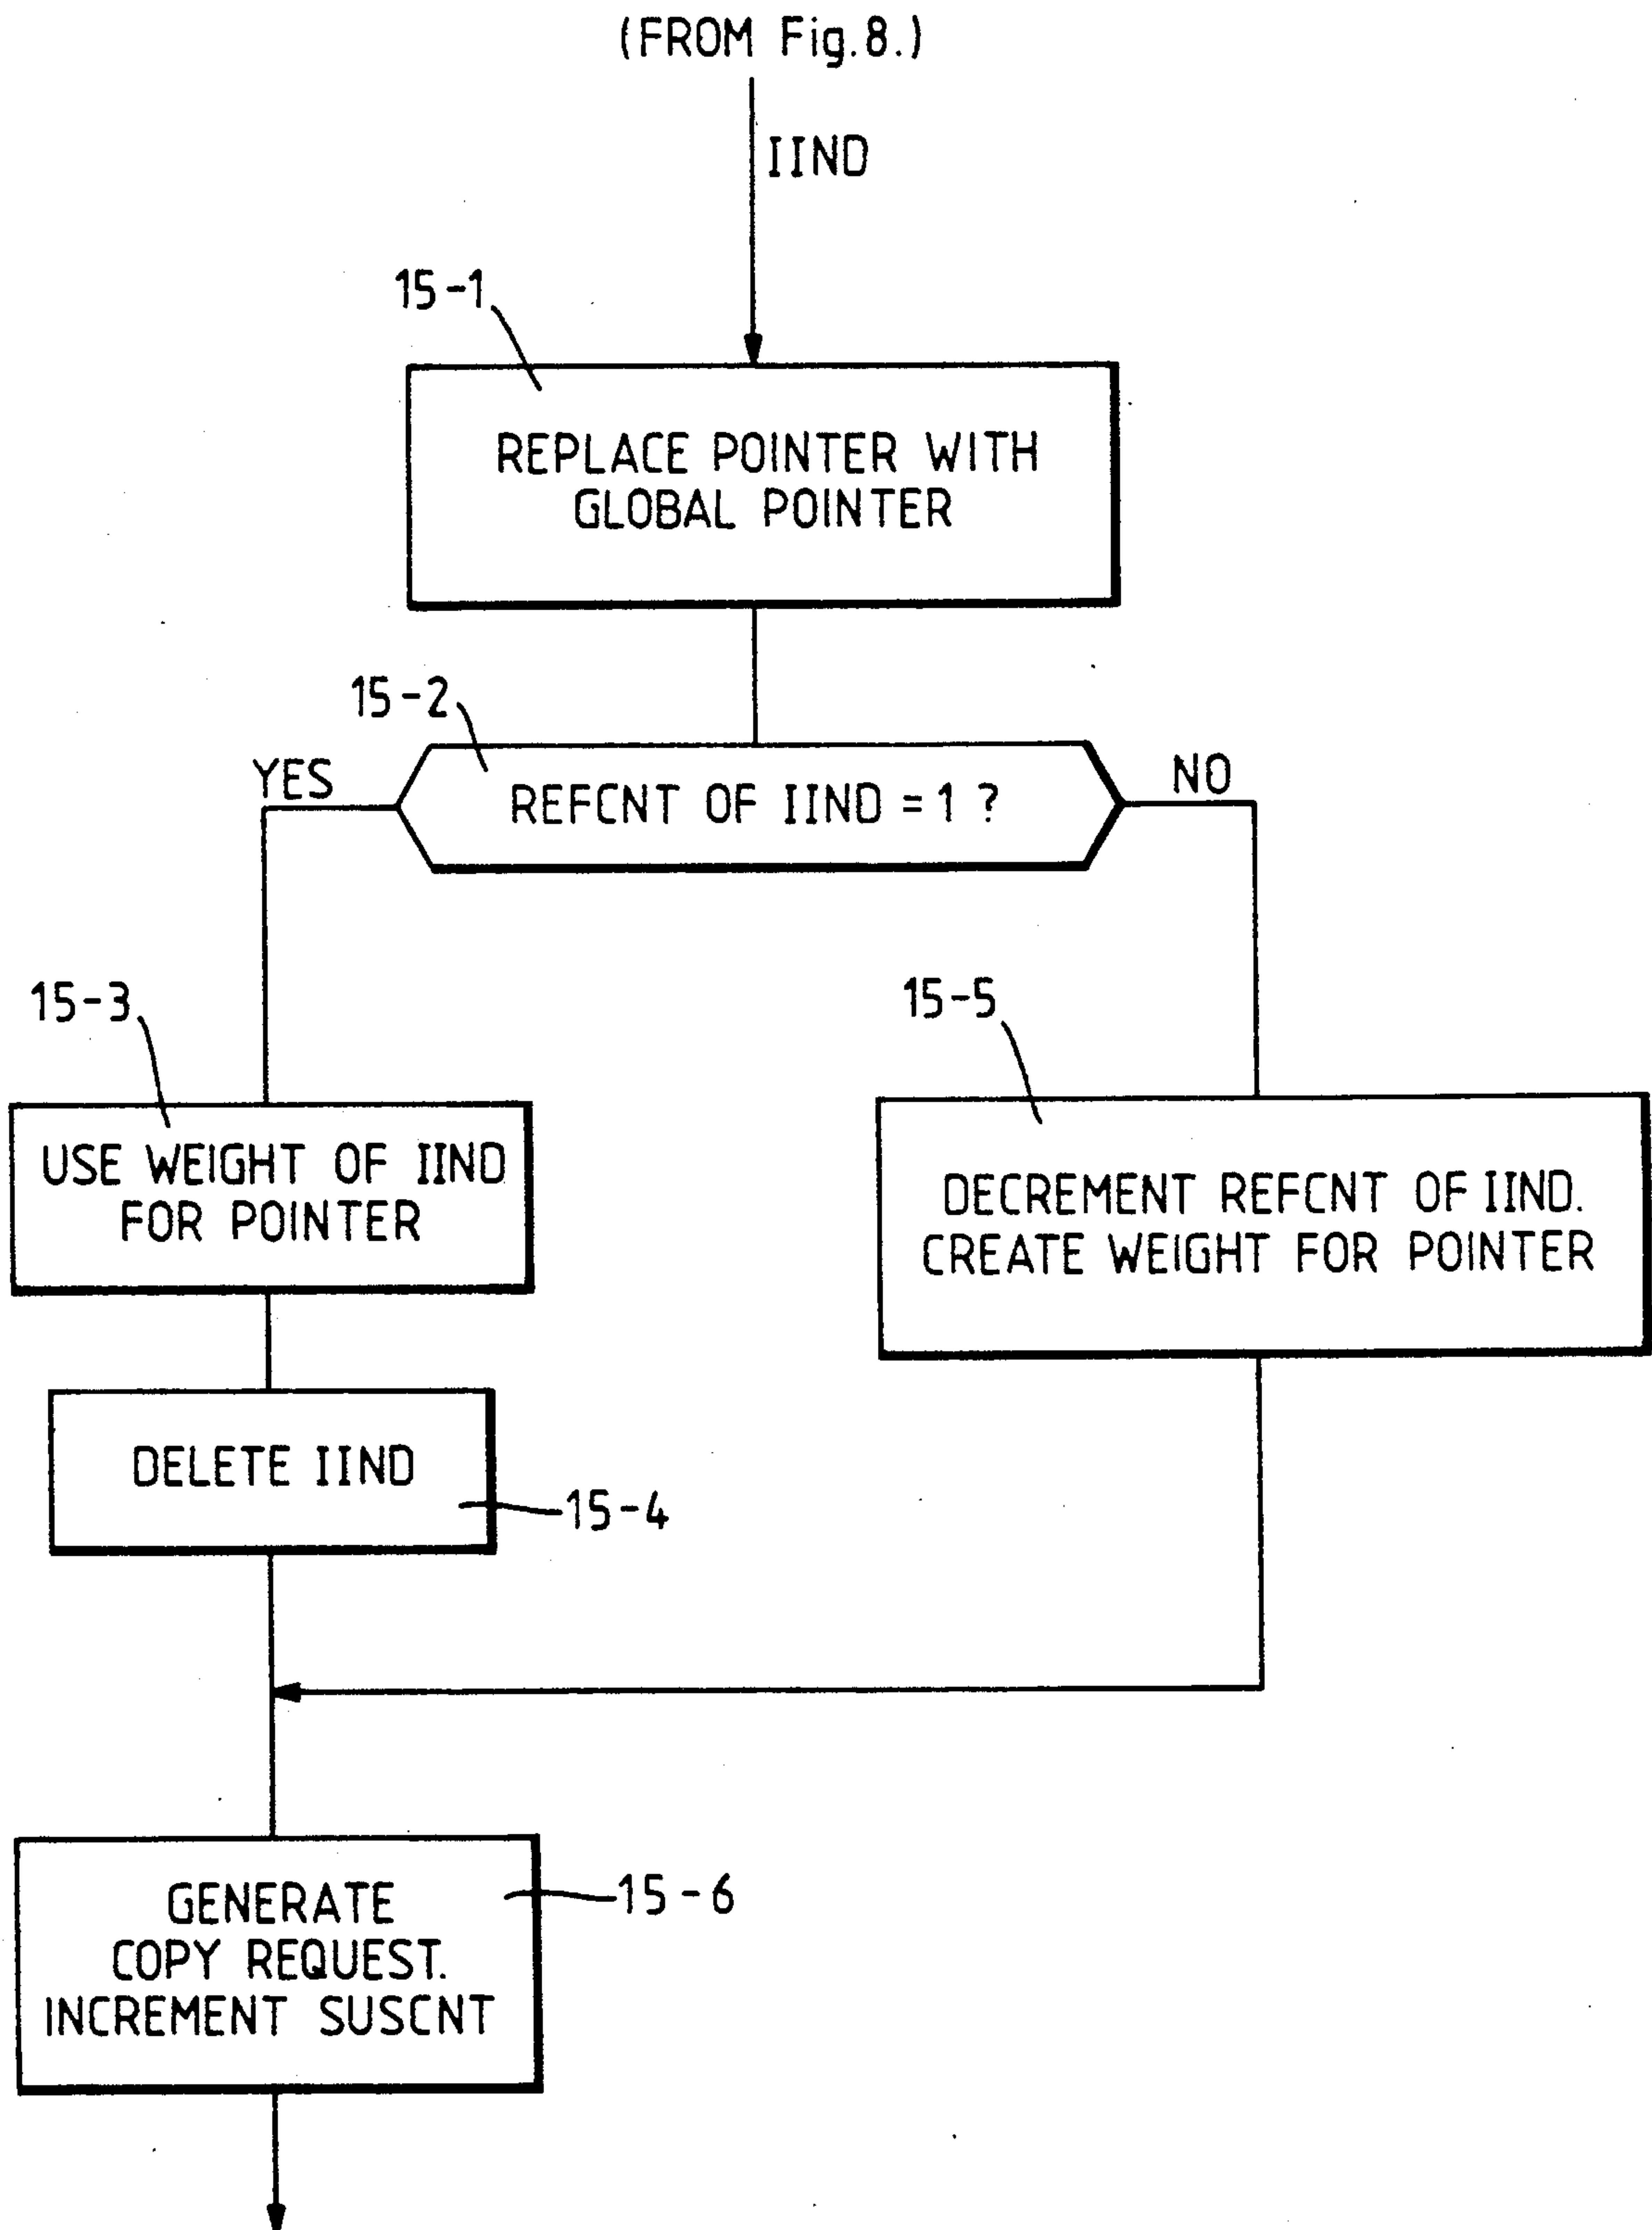 (FROM Fig.8.)
IIND
15-1
REPLACE POINTER WITH
GLOBAL POINTER
15-2
YES
REFCNT OF IIND = 1 ?
NO
15-3
15-5
USE WEIGHT OF IIND
FOR POINTER
DECREMENT REFCNT OF IIND.
CREATE WEIGHT FOR POINTER
DELETE IIND
15-4
GENERATE
COPY REQUEST.
INCREMENT SUSCNT
15-6